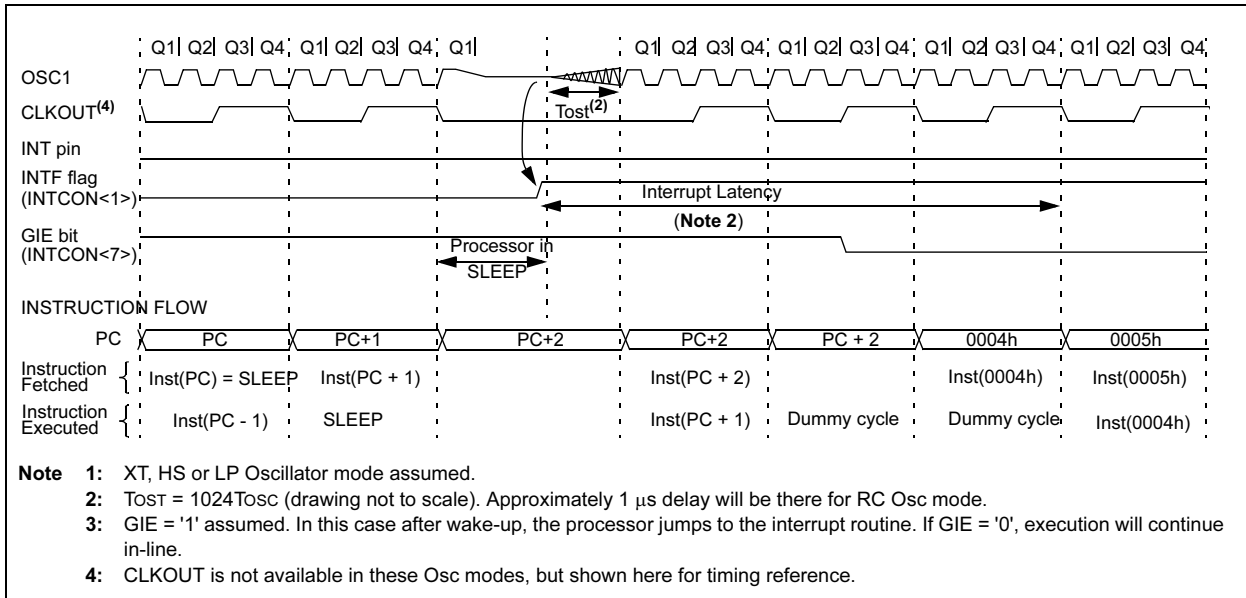 Q1 Q2 Q3 Q4 Q1 Q2 Q3 Q4 Q1 Q1 Q2 Q3 Q4 Q1 Q2 Q3 Q4 Q1 Q2 Q3 Q4 Q1 Q2 Q3 Q4
OSC1
CLKOUT(4)
Tost(2)
INT pin
INTF flag
(INTCON<1>)
Interrupt Latency
(Note 2)
GIE bit
(INTCON<7>)
Processor in
SLEEP
INSTRUCTION FLOW
PC PC PC+1 PC+2 PC+2 PC + 2 0004h 0005h
Instruction
Fetched
Inst(PC) = SLEEP Inst(PC + 1) Inst(PC + 2) Inst(0004h) Inst(0005h)
Instruction
Executed
Inst(PC - 1) SLEEP Inst(PC + 1) Dummy cycle Dummy cycle Inst(0004h)
Note 1: XT, HS or LP Oscillator mode assumed.
2: TOST = 1024TOSC (drawing not to scale). Approximately 1 μs delay will be there for RC Osc mode.
3: GIE = '1' assumed. In this case after wake-up, the processor jumps to the interrupt routine. If GIE = '0', execution will continue
in-line.
4: CLKOUT is not available in these Osc modes, but shown here for timing reference.